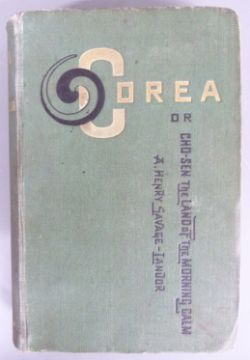 COREA
OR
CHO-SEN THE LAND OF THE MORNING CALM
A. HENRY SAVAGE-LANDOR